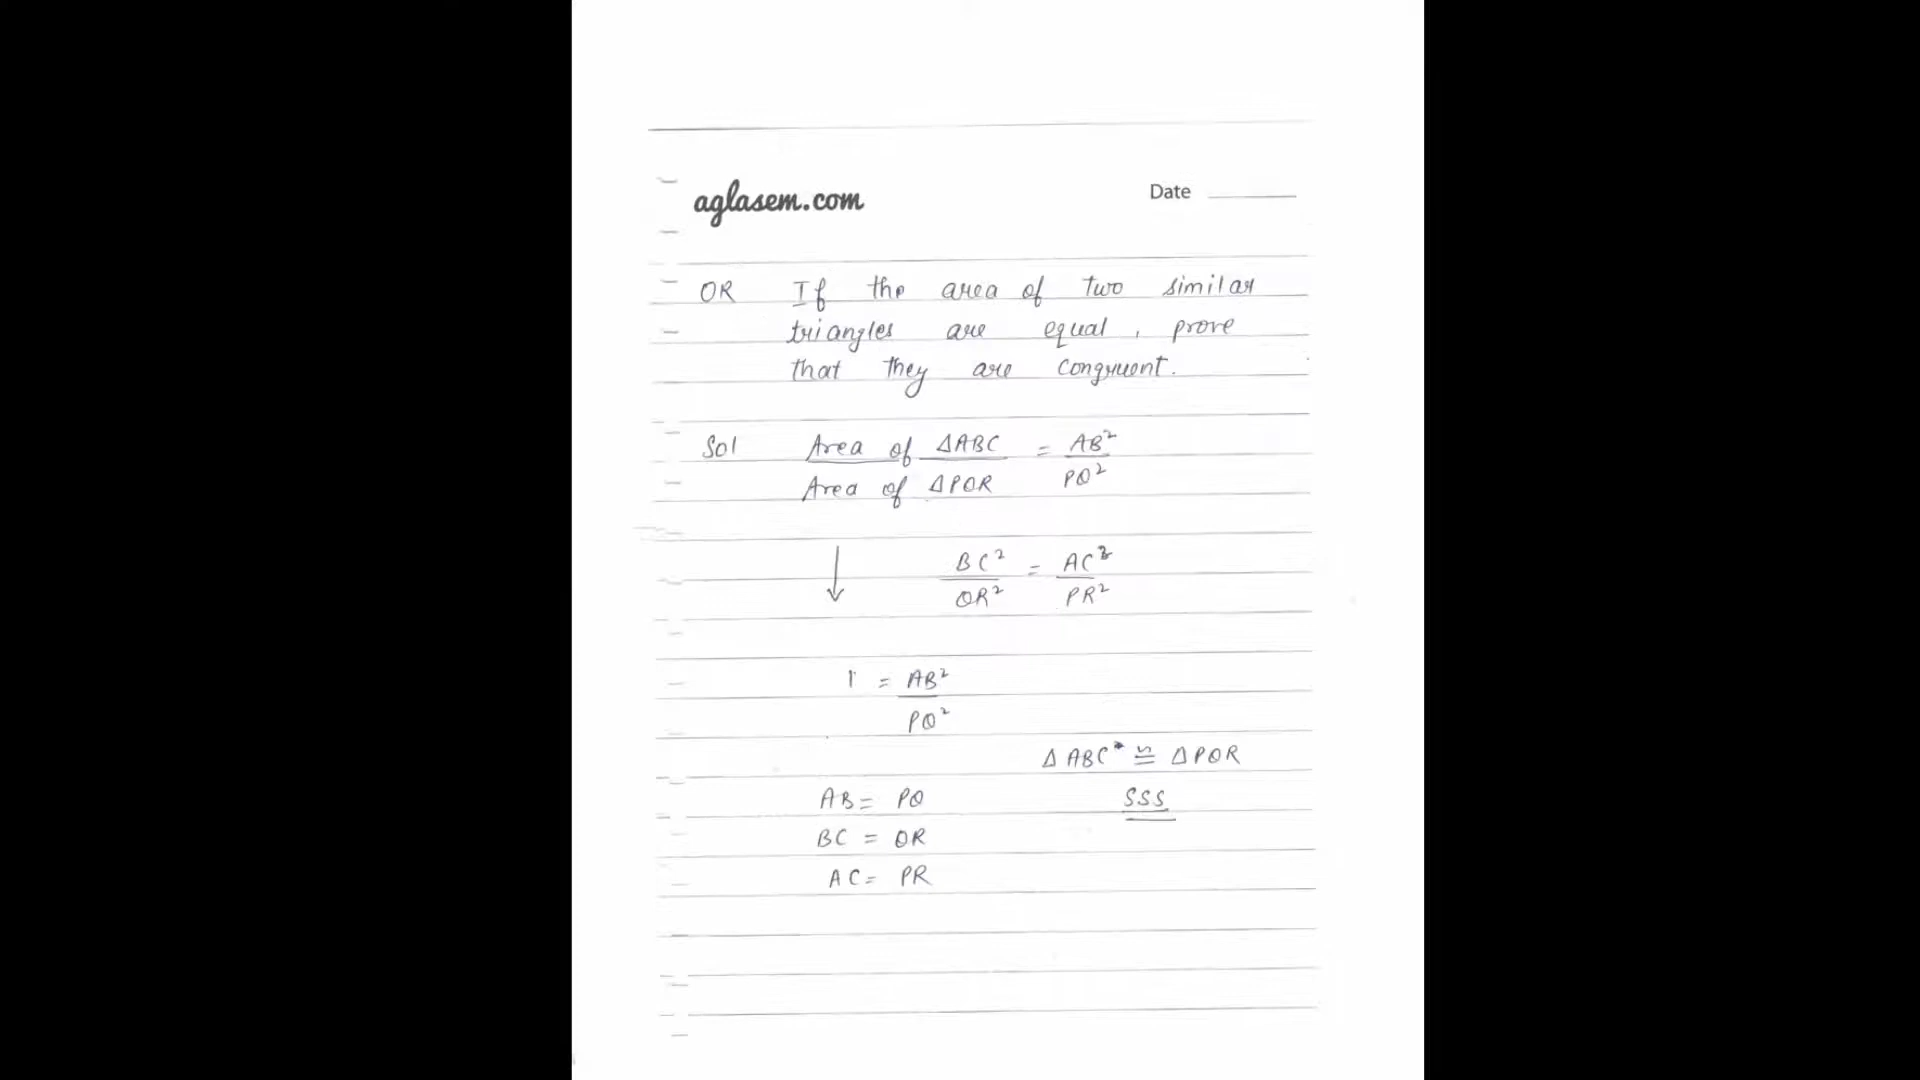 aglasem.com Date
OR If the area of two similar
triangles are equal, prove
that they are congruent.
Sol Area of ΔABC = AB²
Area of ΔPQR PQ²
BC² = AC²
QR² PR²
1 = AB²
PQ²
Δ ABC ≅ ΔPQR
AB = PQ SSS
BC = QR
AC = PR